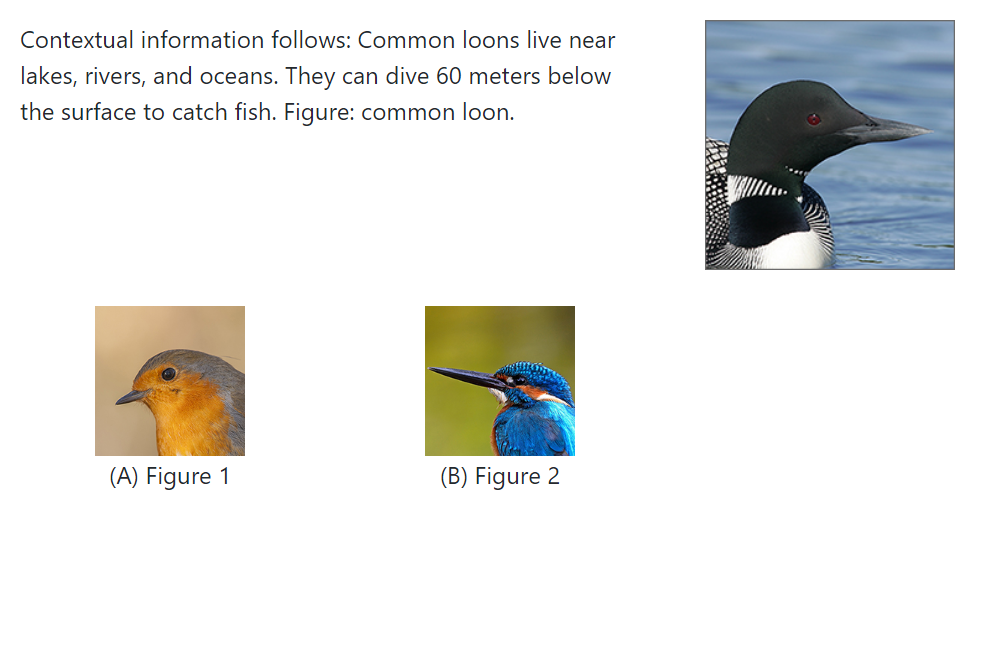 Contextual information follows: Common loons live near
lakes, rivers, and oceans. They can dive 60 meters below
the surface to catch fish. Figure: common loon.
(A) Figure 1
(B) Figure 2